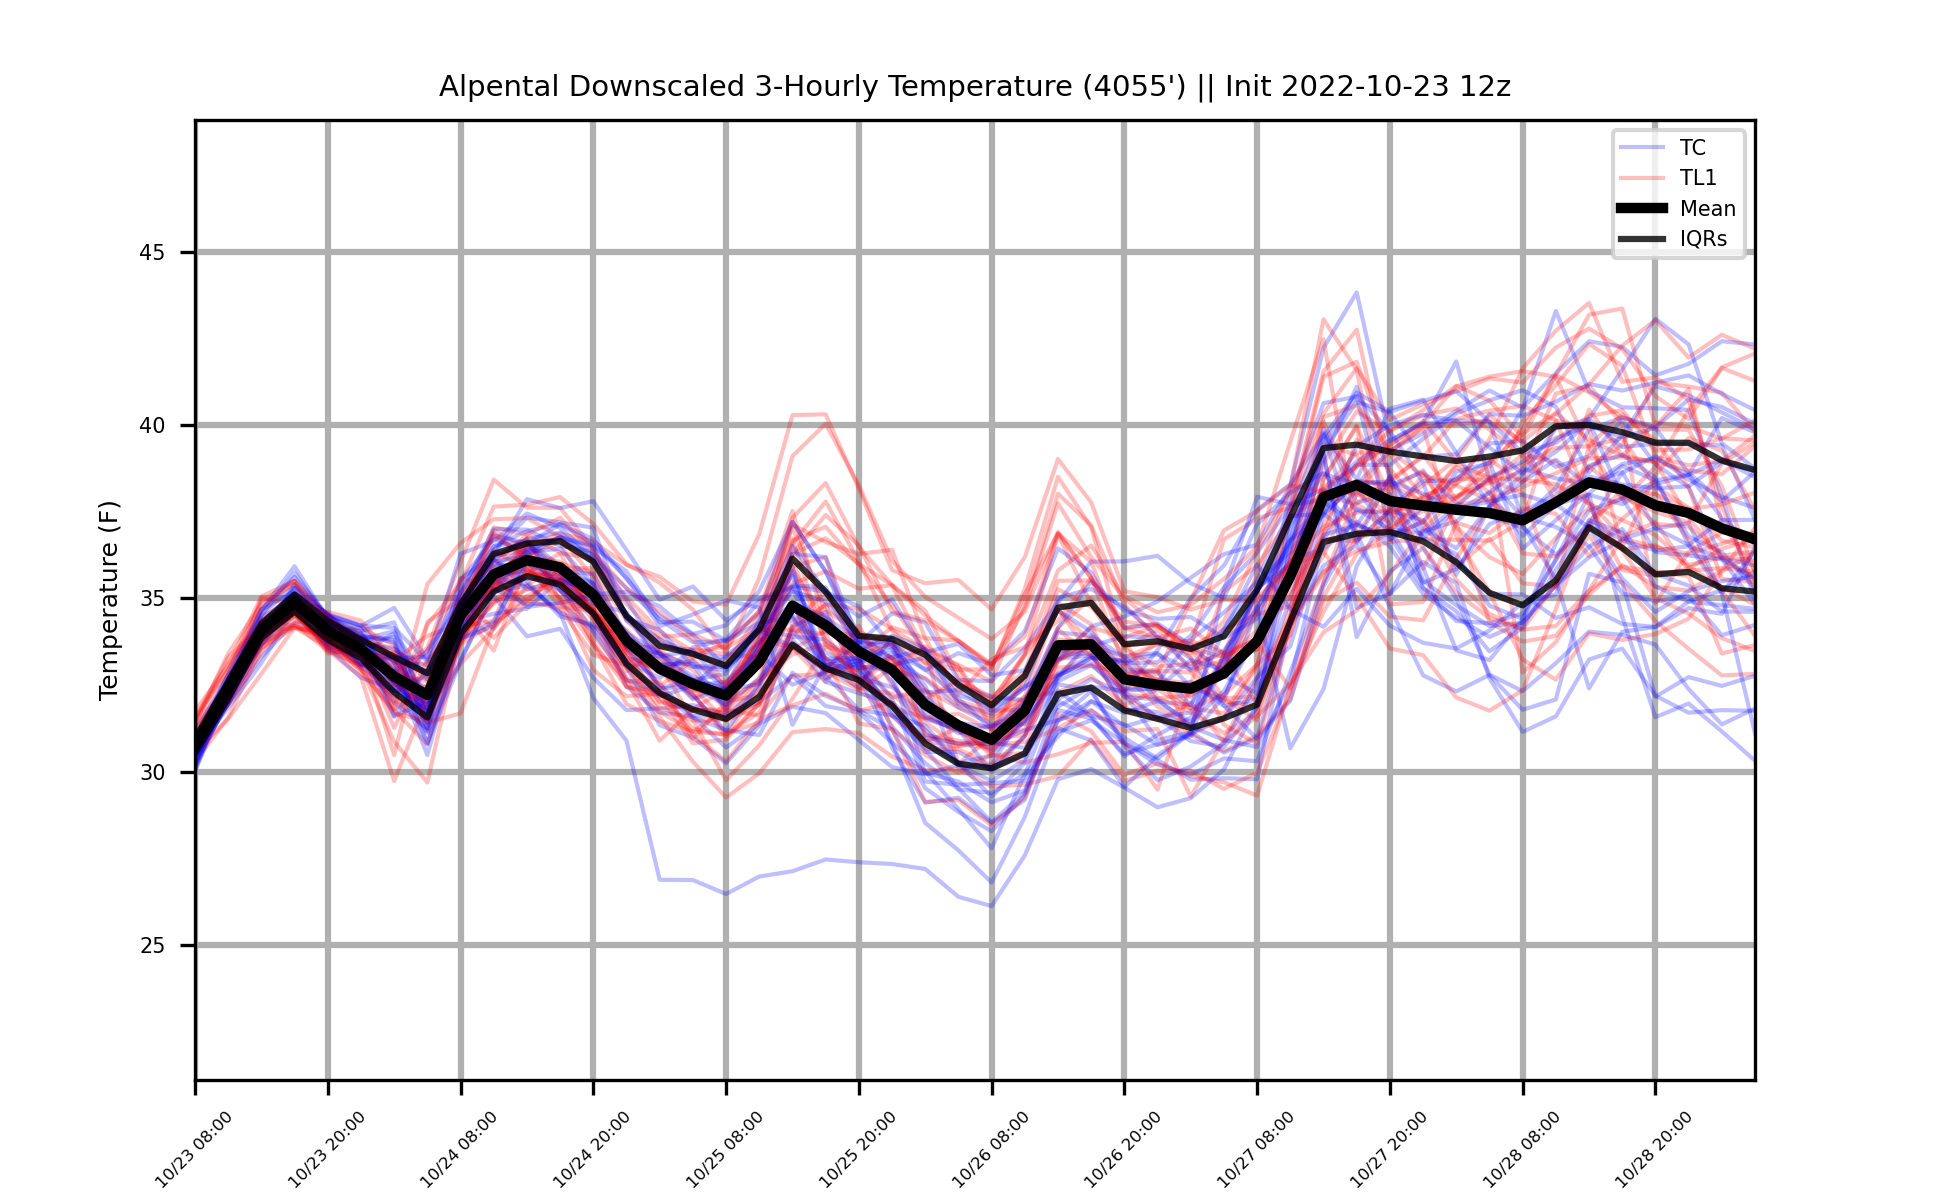 Alpental Downscaled 3-Hourly Temperature (4055') || Init 2022-10-23 12z
TC
TL1
Mean
IQRs
Temperature (F)
45
40
35
30
25
10/23 08:00
10/23 20:00
10/24 08:00
10/24 20:00
10/25 08:00
10/25 20:00
10/26 08:00
10/26 20:00
10/27 08:00
10/27 20:00
10/28 08:00
10/28 20:00